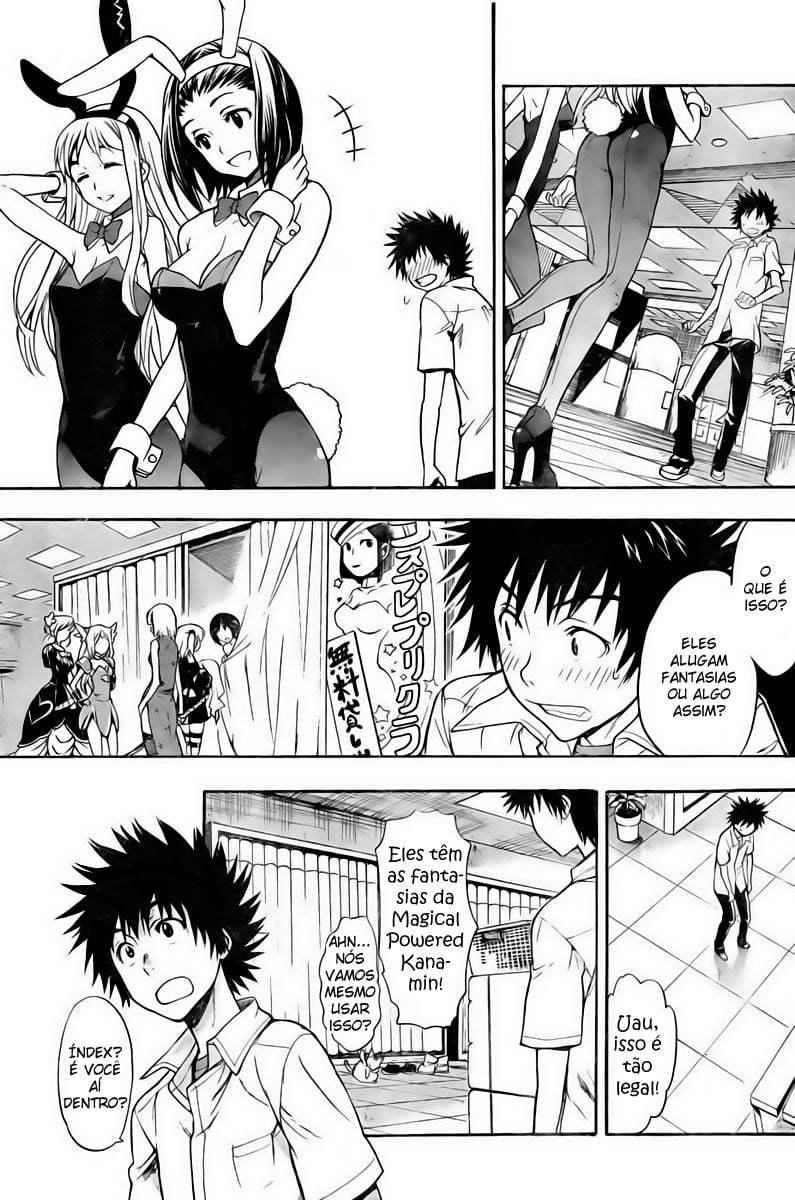 O
QUE É
ISSO?
ELES
ALUGAM
FANTASIAS
OU ALGO
ASSIM?
コスプレプリ・クラ
無料貸し
Uau,
isso é
tão
legal!
Eles têm
as fanta-
sias da
Magical
Powered
Kana-
min!
AHN...
NÓS
VAMOS
MESMO
USAR
ISSO?
ÍNDEX?
É VOCÊ
AÍ
DENTRO?